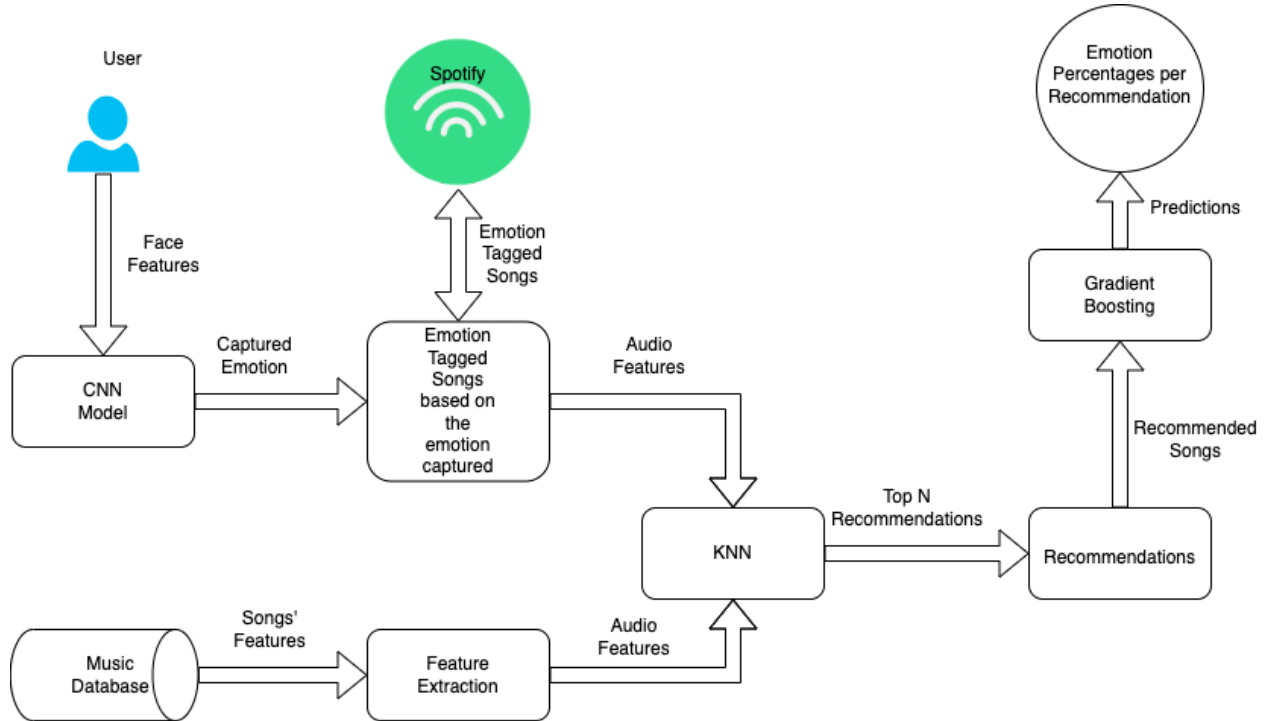 User
Spotify
Emotion
Percentages per
Recommendation
Face
Features
Emotion
Tagged
Songs
Predictions
Gradient
Boosting
CNN
Model
Captured
Emotion
Emotion
Tagged
Songs
based on
the
emotion
captured
Audio
Features
Recommended
Songs
KNN
Top N
Recommendations
Recommendations
Music
Database
Songs'
Features
Feature
Extraction
Audio
Features